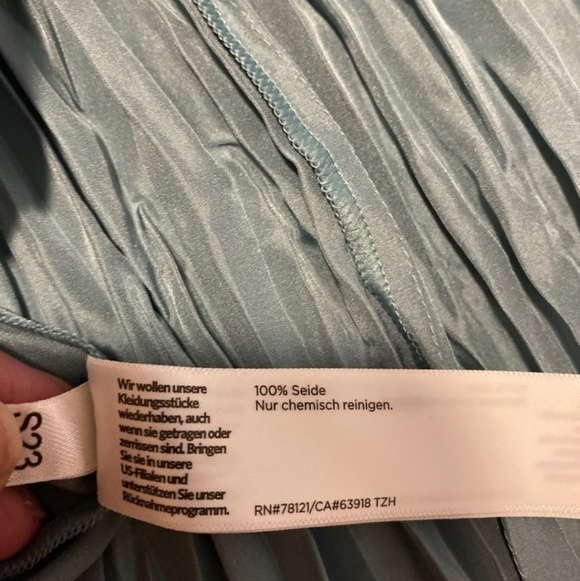 Wir wollen unsere
Kleidungsstücke
wiederhaben, auch
wenn sie getragen oder
zerrissen sind. Bringen
Sie sie in unsere
US-Filialen und
unterstützen Sie unser
Rücknahmeprogramm.
100% Seide
Nur chemisch reinigen.
RN#78121/CA#63918 TZH
S23